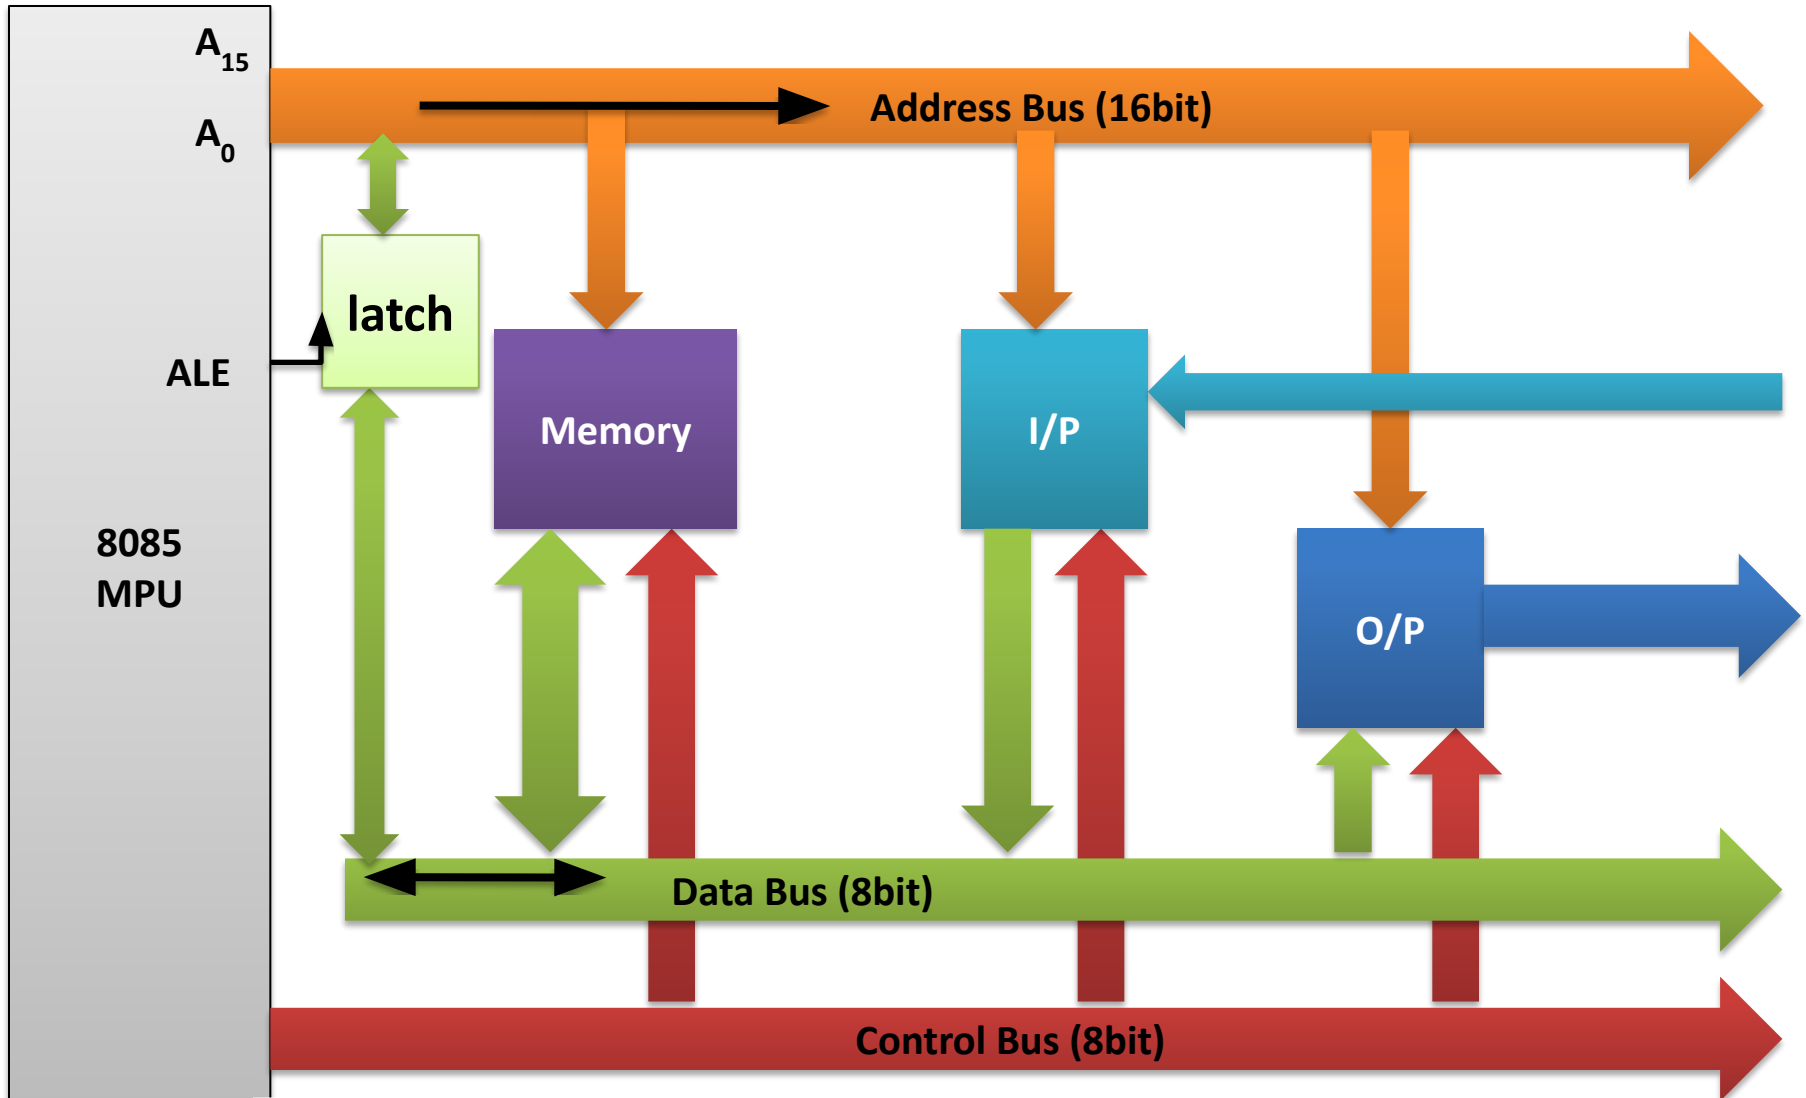 A15
Address Bus (16bit)
A0
latch
ALE
Memory
I/P
8085
MPU
O/P
Data Bus (8bit)
Control Bus (8bit)